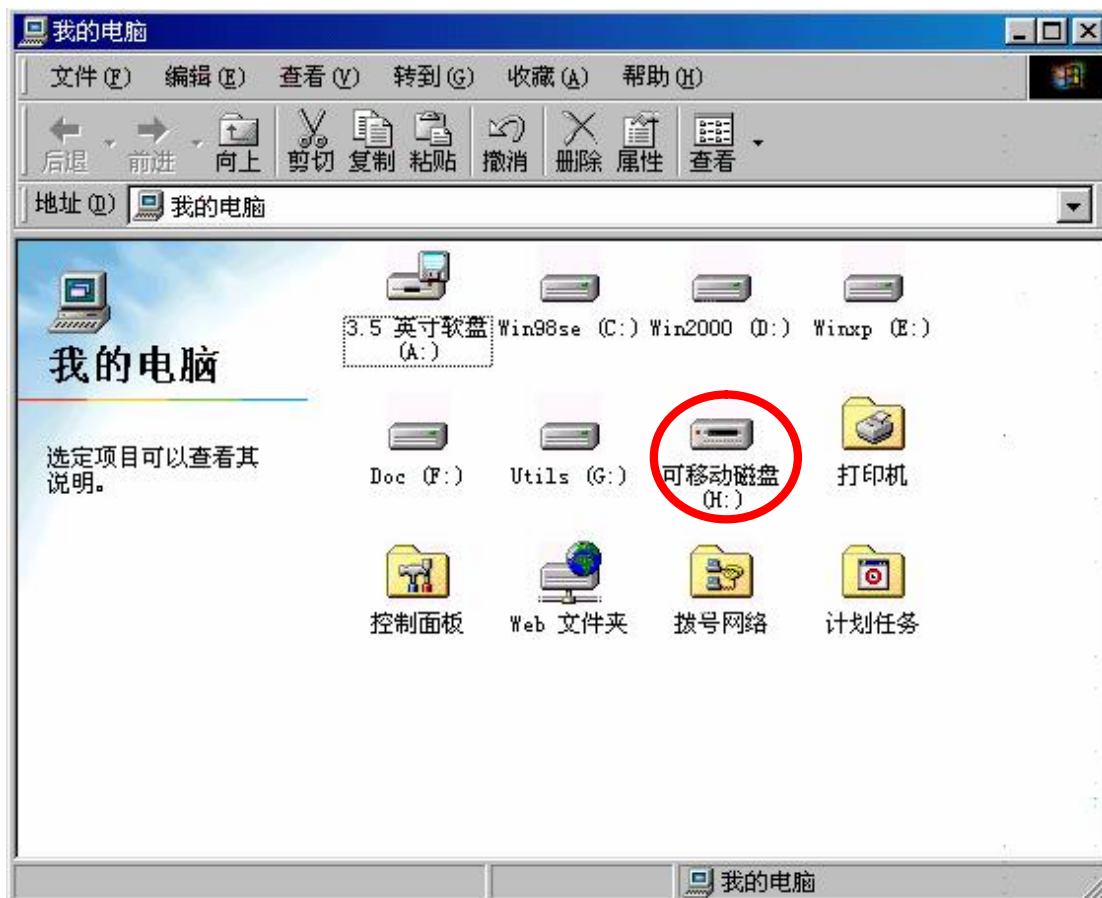 我的电脑
文件(F) 编辑(E) 查看(V) 转到(G) 收藏(A) 帮助(H)
后退 前进 向上 剪切 复制 粘贴 撤消 删除 属性 查看
地址(D) 我的电脑
我的电脑
选定项目可以查看其
说明。
3.5 英寸软盘 Win98se (C:) Win2000 (D:) Winxp (E:)
(A:)
Doc (F:) Utils (G:) 可移动磁盘 打印机
(H:)
控制面板 Web 文件夹 拨号网络 计划任务
我的电脑